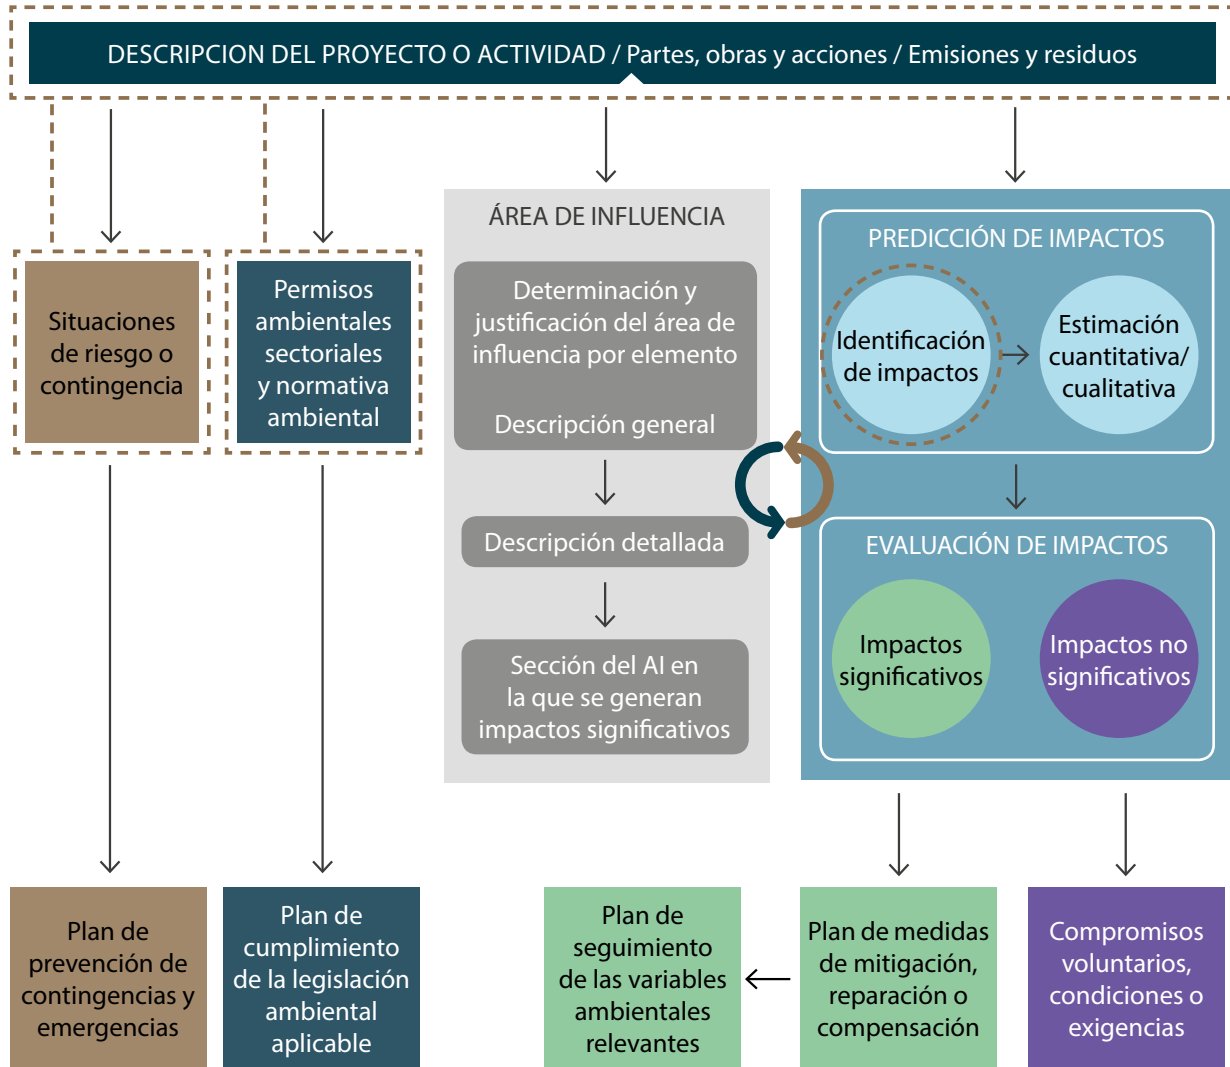 DESCRIPCION DEL PROYECTO O ACTIVIDAD / Partes, obras y acciones / Emisiones y residuos
Situaciones
de riesgo o
contingencia
Permisos
ambientales
sectoriales
y normativa
ambiental
ÁREA DE INFLUENCIA
Determinación y
justificación del área de
influencia por elemento
Descripción general
Descripción detallada
Sección del AI en
la que se generan
impactos significativos
PREDICCIÓN DE IMPACTOS
Identificación
de impactos
Estimación
cuantitativa/
cualitativa
EVALUACIÓN DE IMPACTOS
Impactos
significativos
Impactos no
significativos
Plan de
prevención de
contingencias y
emergencias
Plan de
cumplimiento
de la legislación
ambiental
aplicable
Plan de
seguimiento
de las variables
ambientales
relevantes
Plan de medidas
de mitigación,
reparación o
compensación
Compromisos
voluntarios,
condiciones o
exigencias